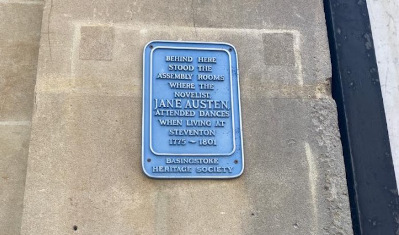 BEHIND HERE
STOOD THE
ASSEMBLY ROOMS
WHERE THE
NOVELIST,
JANE AUSTEN,
ATTENDED DANCES
WHEN LIVING AT
STEVENTON
1775 ~ 1801
BASINGSTOKE
HERITAGE SOCIETY